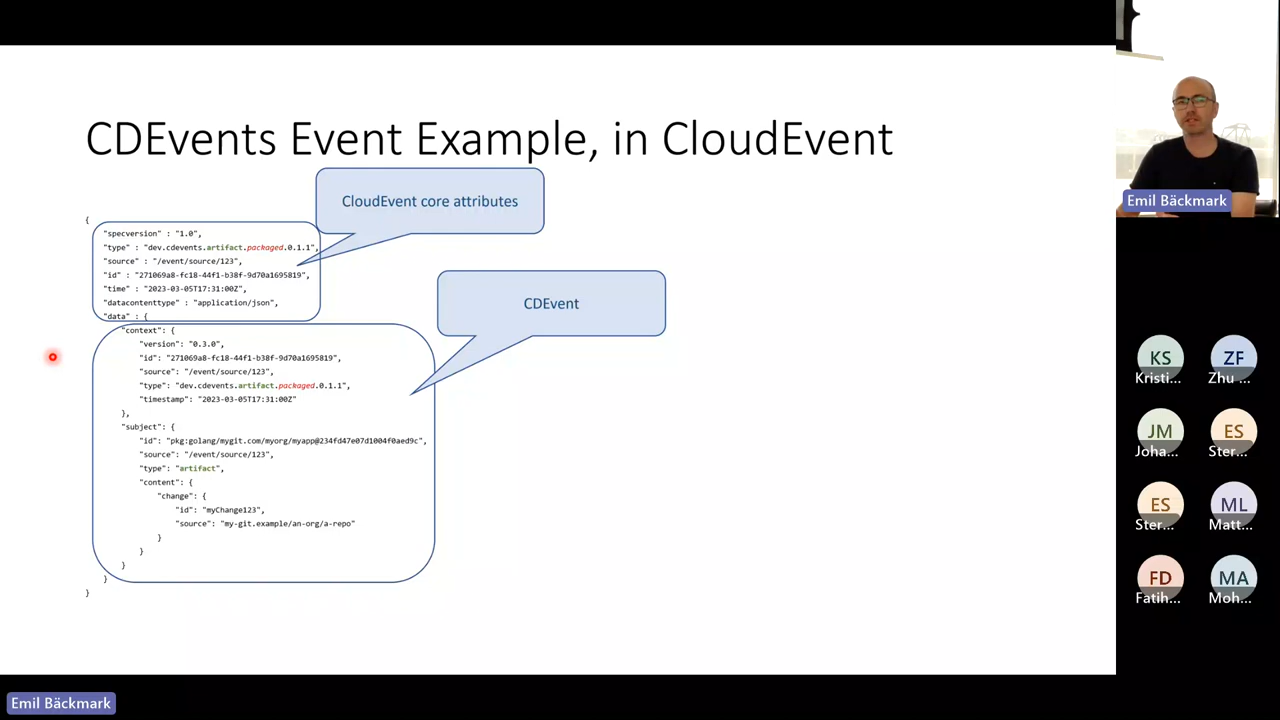 CDEvents Event Example, in CloudEvent
CloudEvent core attributes
CDEvent
{
"specversion" : "1.0",
"type" : "dev.cdevents.artifact.packaged.0.1.1",
"source" : "/event/source/123",
"id" : "271069a8-fc18-44f1-b38f-9d70a1695819",
"time" : "2023-03-05T17:31:00Z",
"datacontenttype" : "application/json",
"data" : {
"context": {
"version": "0.3.0",
"id": "271069a8-fc18-44f1-b38f-9d70a1695819",
"source": "/event/source/123",
"type": "dev.cdevents.artifact.packaged.0.1.1",
"timestamp": "2023-03-05T17:31:00Z"
},
"subject": {
"id": "pkg:golang/mygit.com/myorg/myapp@234fd47e07d1004f0aed9c",
"source": "/event/source/123",
"type": "artifact",
"content": {
"change": {
"id": "myChange123",
"source": "my-git.example/an-org/a-repo"
}
}
}
}
}
Emil Bäckmark
KS
Kristi...
ZF
Zhu ...
JM
Joha...
ES
Ster...
ES
Ster...
ML
Matt...
FD
Fatih...
MA
Moh...
Emil Bäckmark